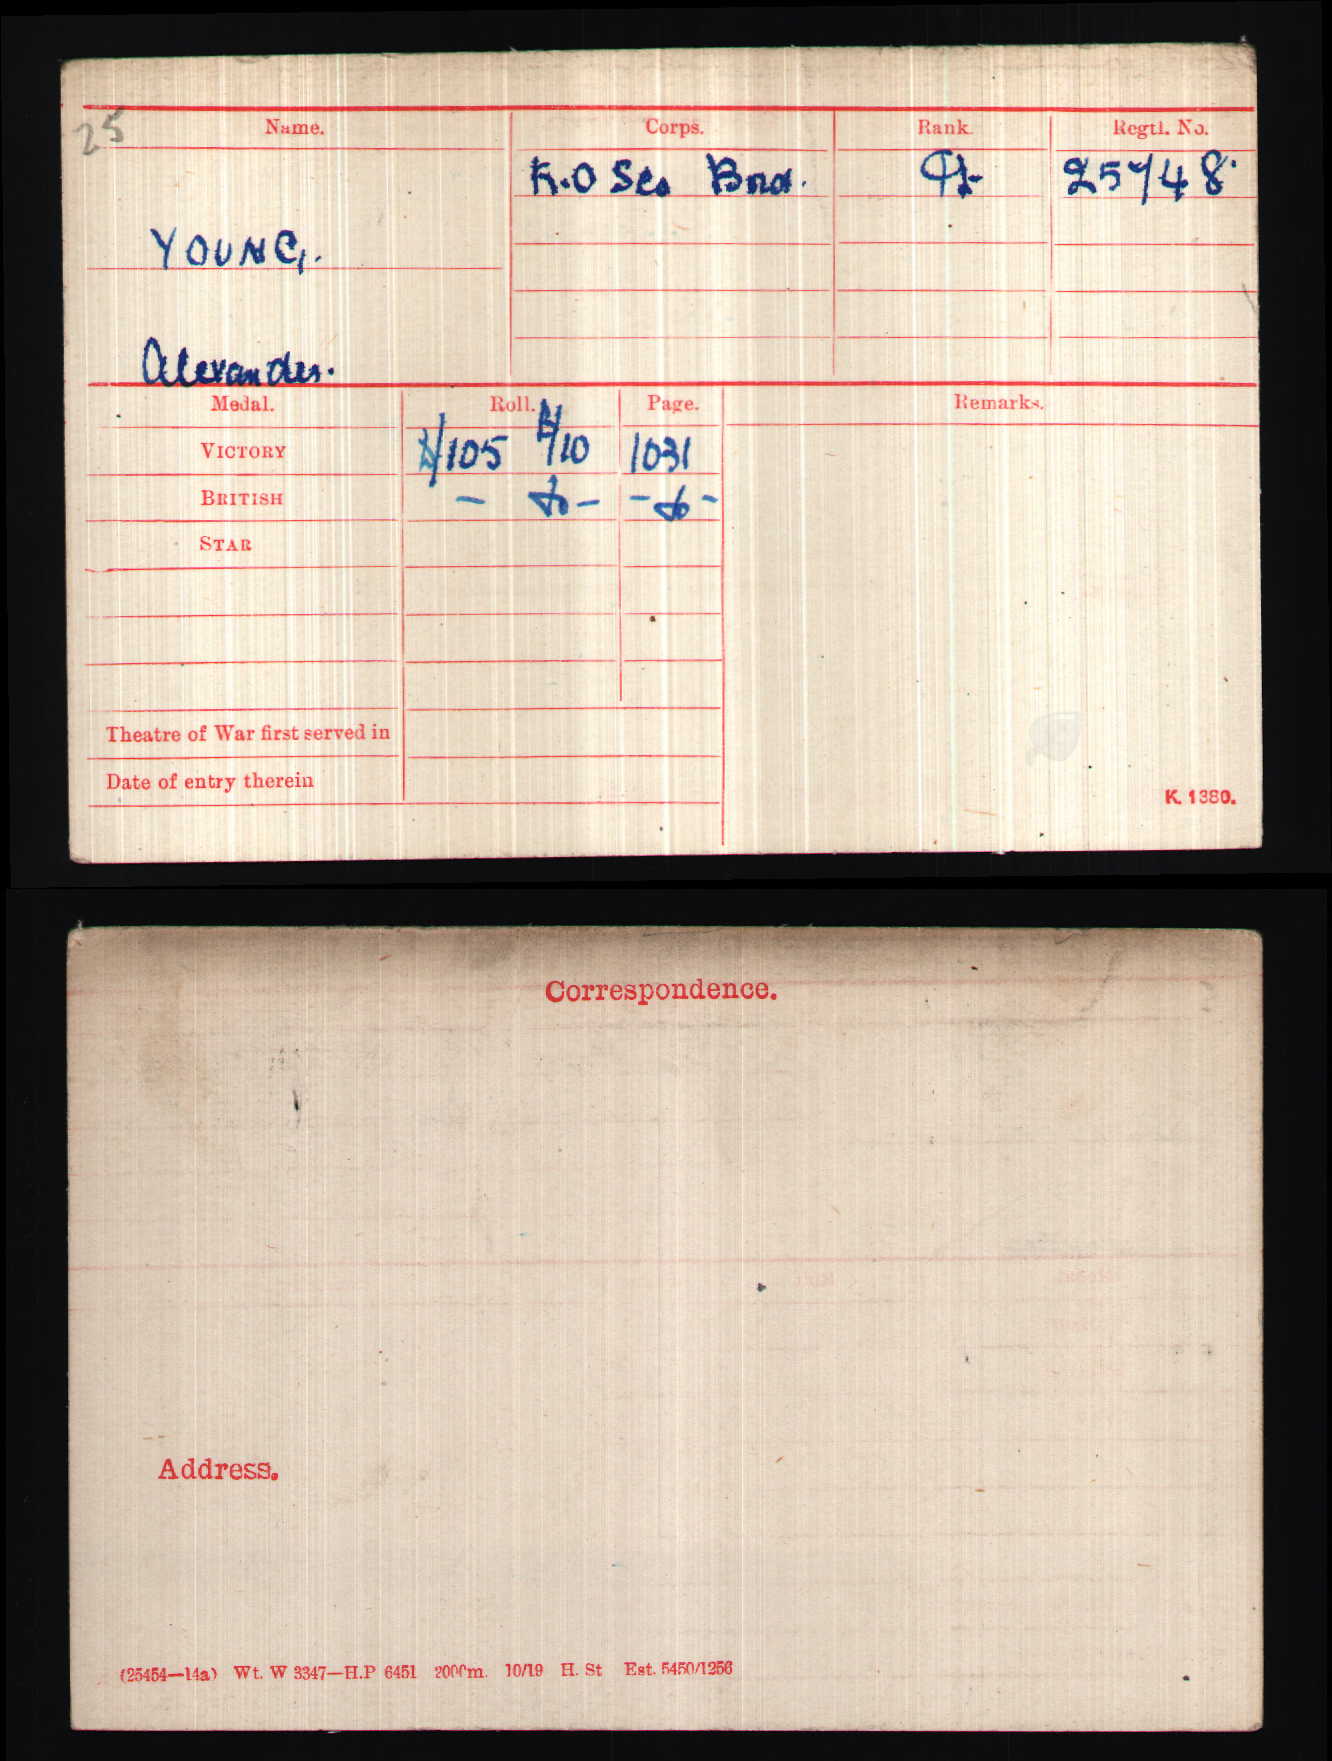 25
Name. Corps. Rank. Regtl. No.
K.O Sco Bord. Pte 25748.
YOUNG.
Alexander.
Medal. Roll. Page. Remarks.
VICTORY /105 /10 1031
BRITISH - do - - do -
STAR
Theatre of War first served in
Date of entry therein
K. 1380.
Correspondence.
Address.
(25454—14a) Wt. W 3347—H.P 6451 2000m. 10/19 H. St Est. 5450/1256